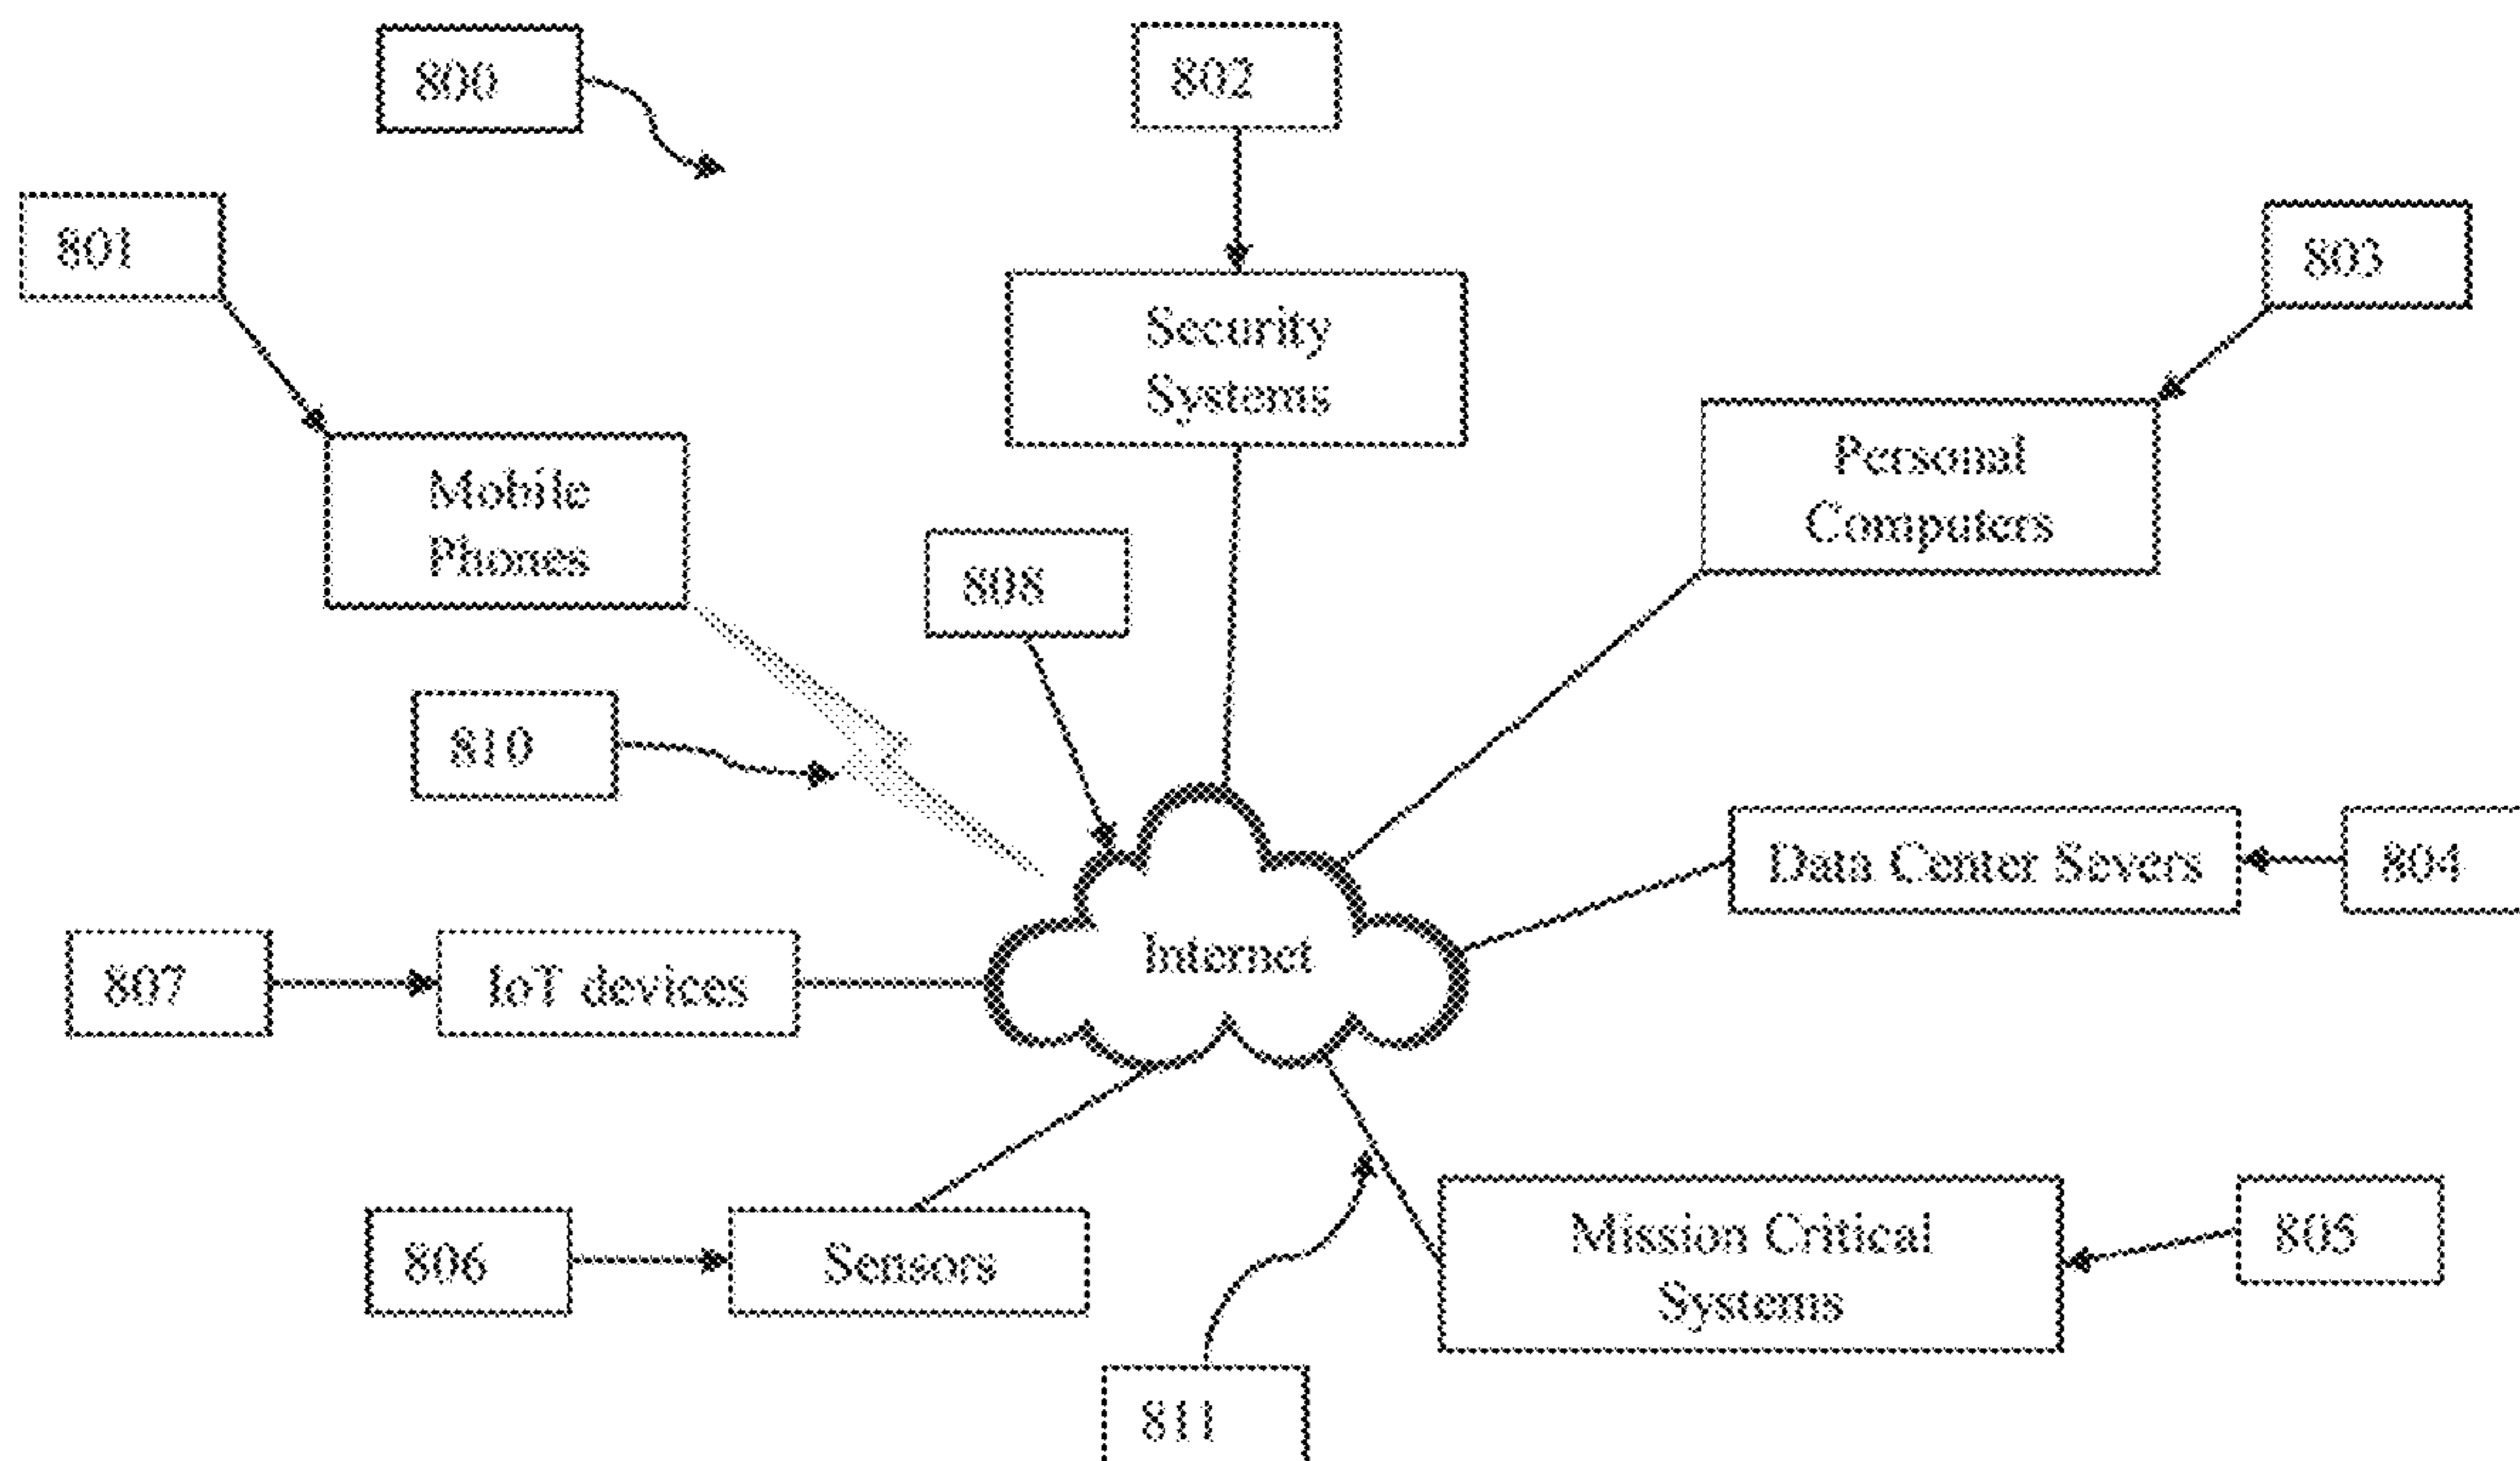 800
802
801
803
Security
Systems
Mobile
Phones
Personal
Computers
808
810
Data Center Severs
804
Internet
807
IoT devices
806
Sensors
Mission Critical
Systems
805
811